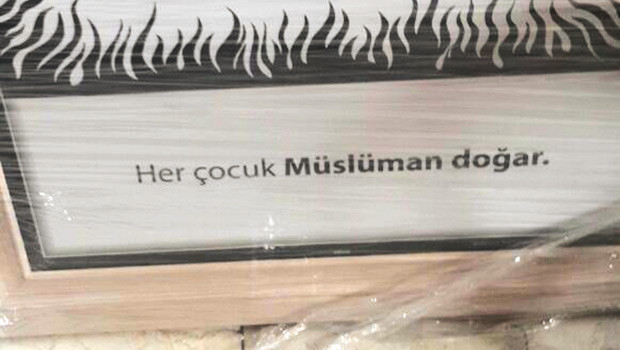 Her çocuk Müslüman doğar.